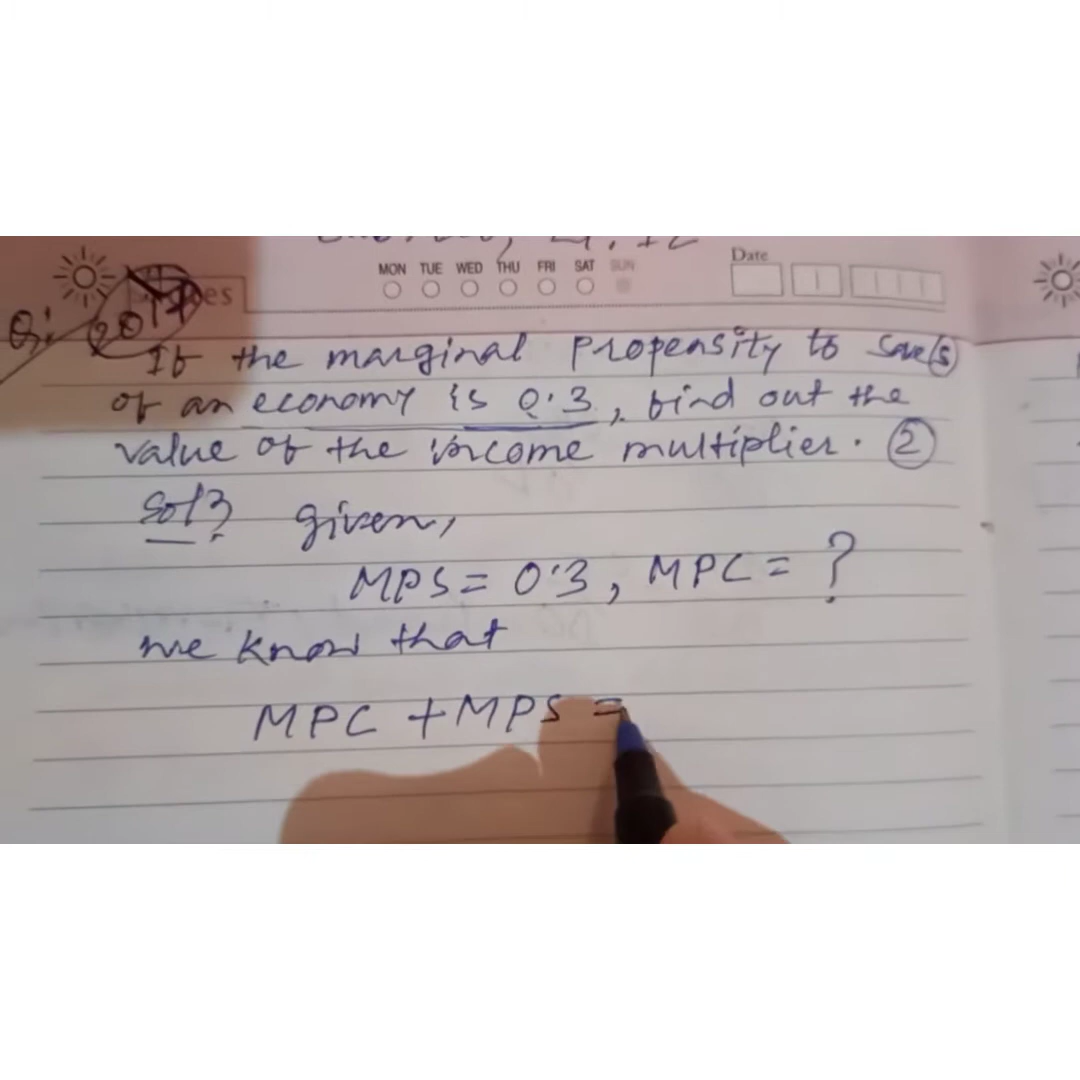 MON TUE WED THU FRI SAT SUN
Date
Q:
2017
If the marginal propensity to save(s)
of an economy is 0.3, find out the
value of the income multiplier. 2
Sol?
given,
MPS = 0.3, MPC = ?
we know that
MPC + MPS =